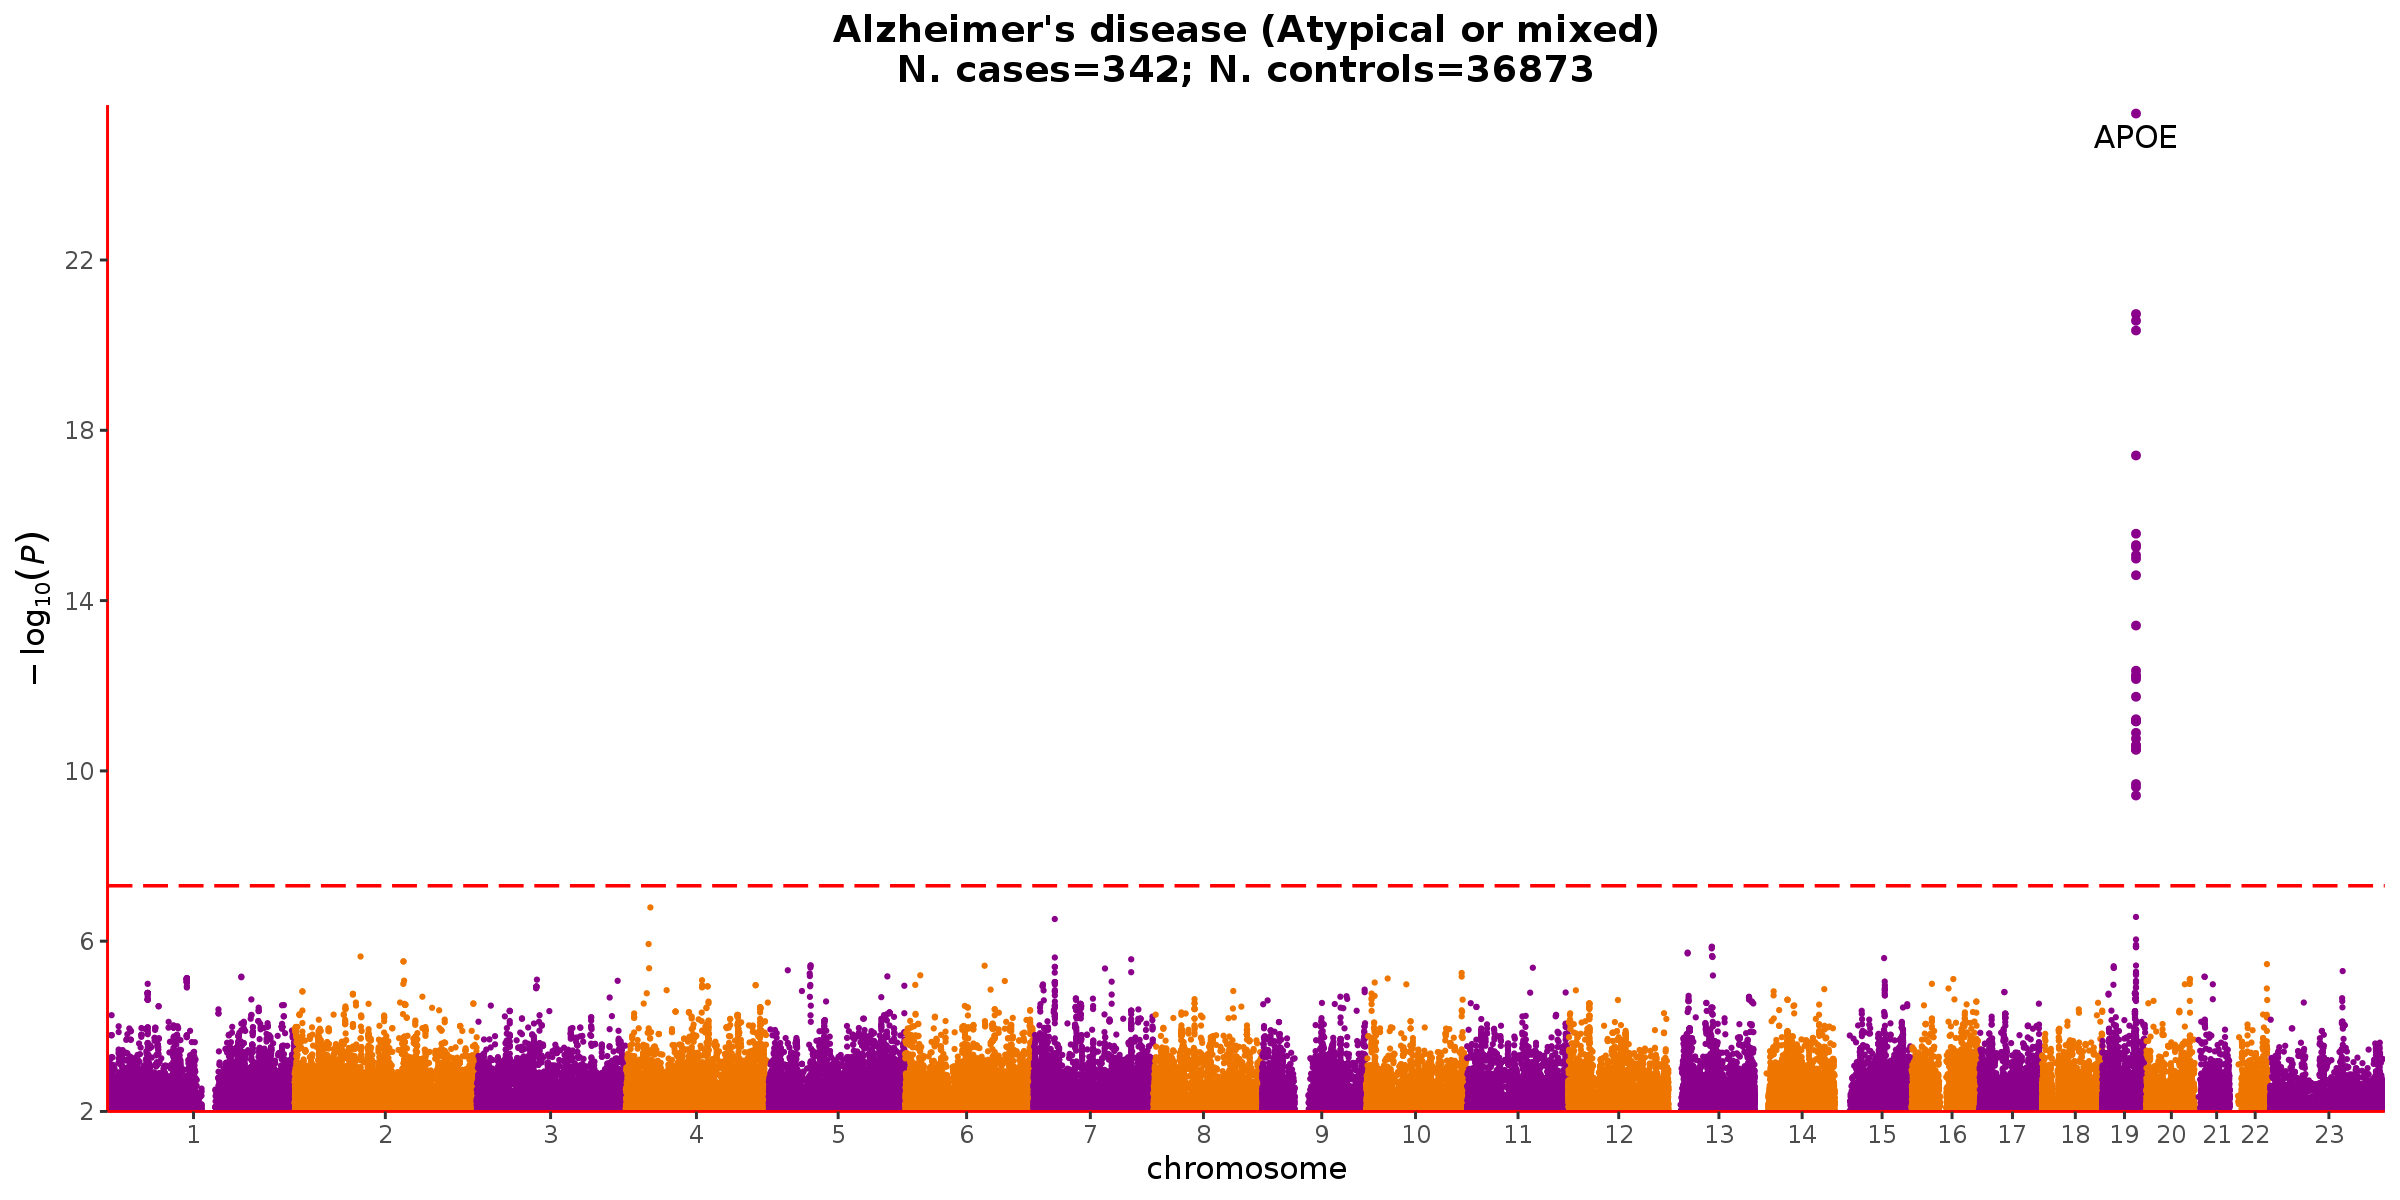 Alzheimer's disease (Atypical or mixed)
N. cases=342; N. controls=36873
APOE
22
18
14
10
6
2
−log10(P)
1 2 3 4 5 6 7 8 9 10 11 12 13 14 15 16 17 18 19 20 21 22 23
chromosome